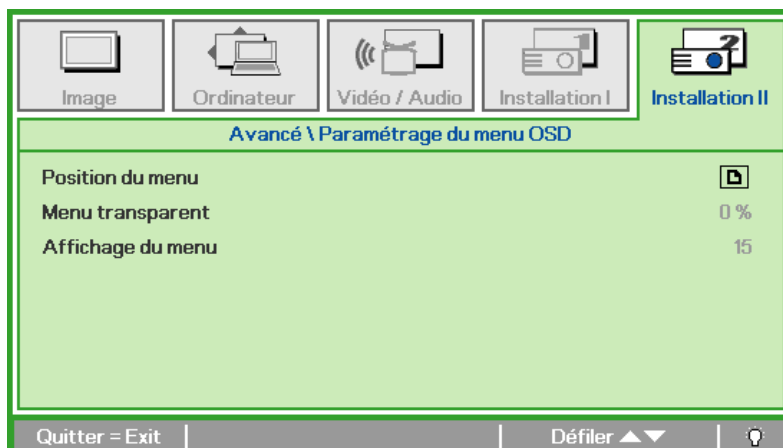 Image
Ordinateur
Vidéo / Audio
Installation I
Installation II
Avancé \ Paramétrage du menu OSD
Position du menu
Menu transparent 0 %
Affichage du menu 15
Quitter = Exit Défiler ▲▼